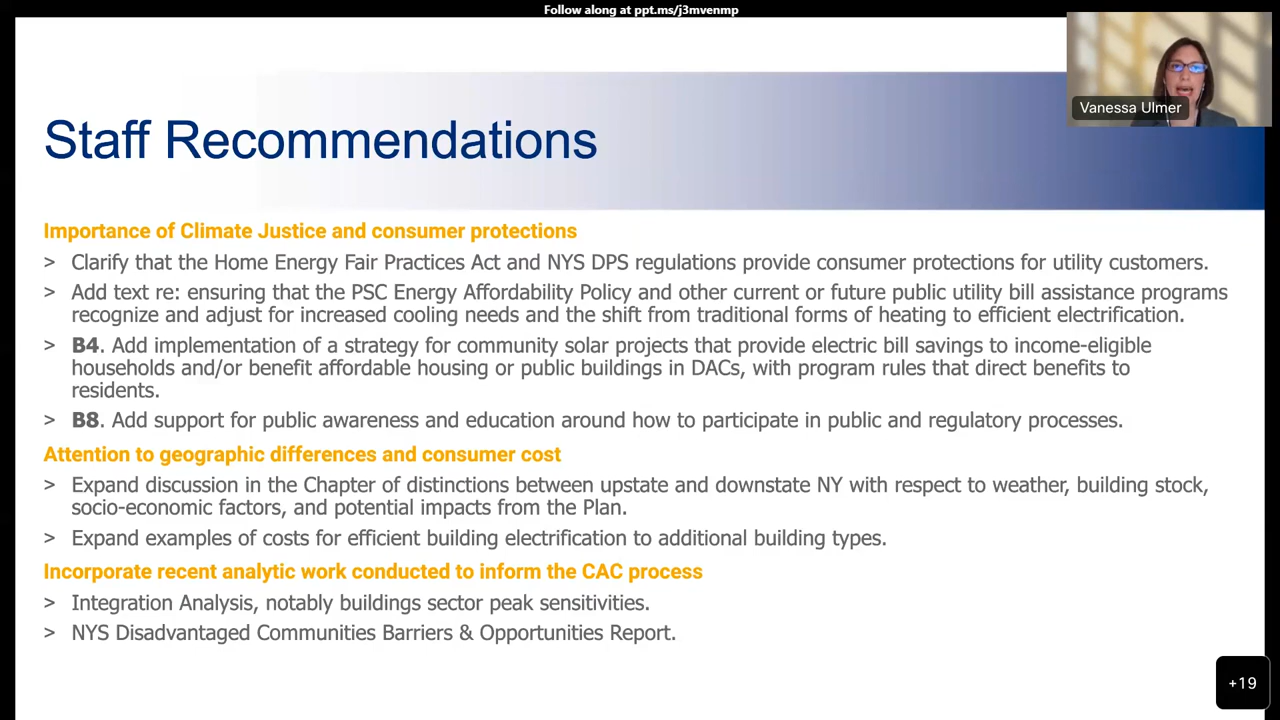 Follow along at ppt.ms/j3mvenmp
Vanessa Ulmer
Staff Recommendations
Importance of Climate Justice and consumer protections
> Clarify that the Home Energy Fair Practices Act and NYS DPS regulations provide consumer protections for utility customers.
> Add text re: ensuring that the PSC Energy Affordability Policy and other current or future public utility bill assistance programs
recognize and adjust for increased cooling needs and the shift from traditional forms of heating to efficient electrification.
> B4. Add implementation of a strategy for community solar projects that provide electric bill savings to income-eligible
households and/or benefit affordable housing or public buildings in DACs, with program rules that direct benefits to
residents.
> B8. Add support for public awareness and education around how to participate in public and regulatory processes.
Attention to geographic differences and consumer cost
> Expand discussion in the Chapter of distinctions between upstate and downstate NY with respect to weather, building stock,
socio-economic factors, and potential impacts from the Plan.
> Expand examples of costs for efficient building electrification to additional building types.
Incorporate recent analytic work conducted to inform the CAC process
> Integration Analysis, notably buildings sector peak sensitivities.
> NYS Disadvantaged Communities Barriers & Opportunities Report.
+19